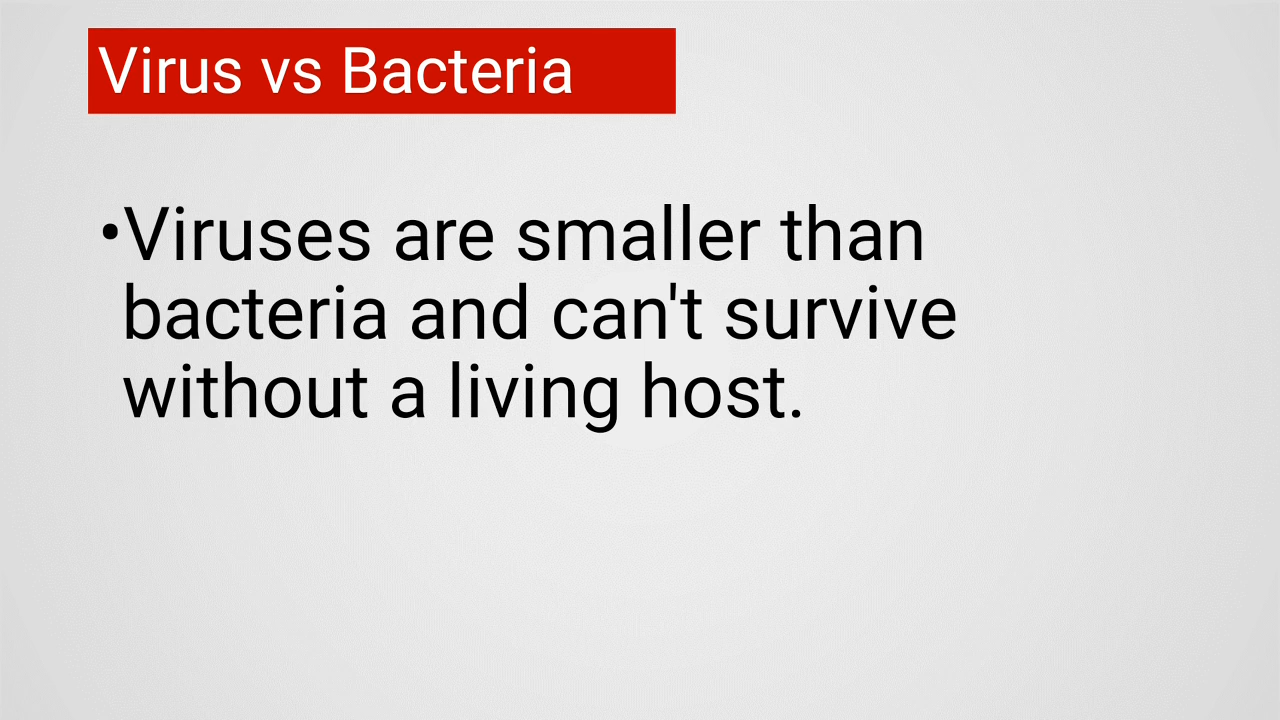 Virus vs Bacteria
•Viruses are smaller than
bacteria and can't survive
without a living host.